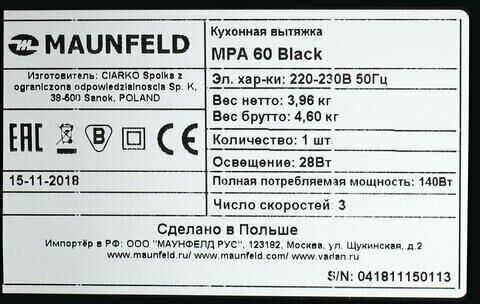 MAUNFELD
Кухонная вытяжка
MPA 60 Black
Изготовитель: CIARKO Spolka z
ograniczona odpowiedzialnoscia Sp. K,
38-500 Sanok, POLAND
Эл. хар-ки: 220-230В 50Гц
Вес нетто: 3,96 кг
Вес брутто: 4,60 кг
EAC B CE
Количество: 1 шт.
Освещение: 28Вт
15-11-2018
Полная потребляемая мощность: 140Вт
Число скоростей: 3
Сделано в Польше
Импортёр в РФ: ООО "МАУНФЕЛД РУС", 123182, Москва, ул. Щукинская, д.2
www.maunfeld.ru/ www.maunfeld.com/ www.vadan.ru
S/N: 041811150113